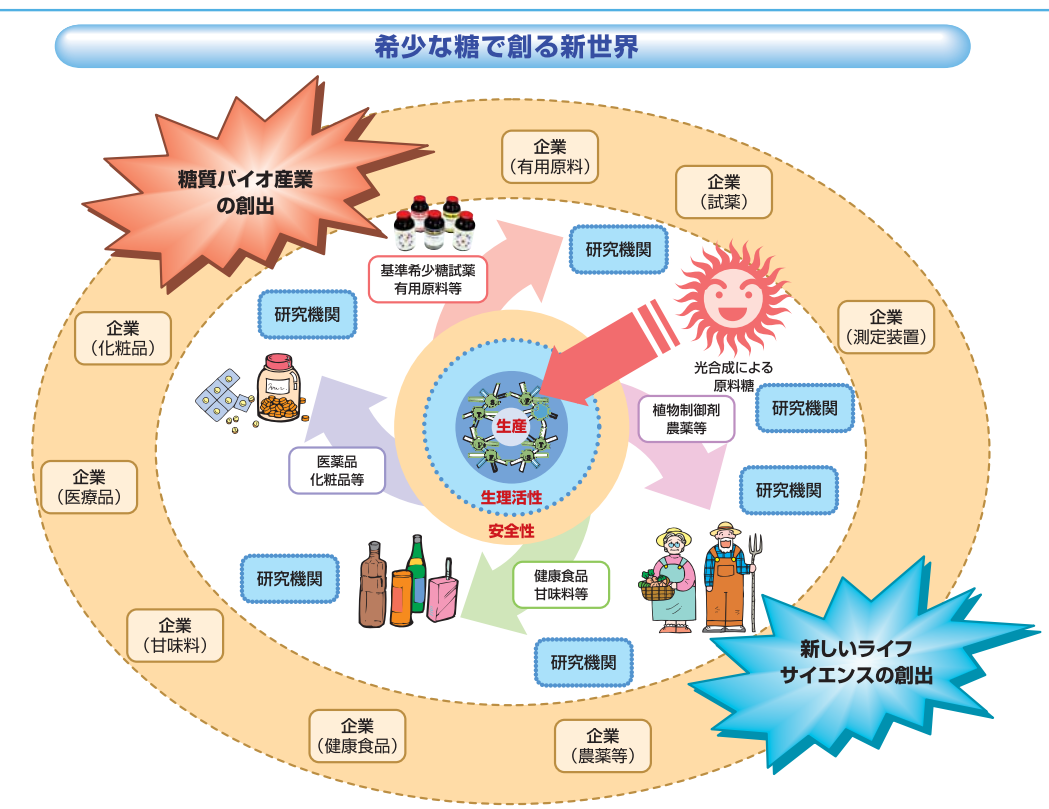 希少な糖で創る新世界
糖質バイオ産業
の創出
企業
（有用原料）
企業
（試薬）
研究機関
基準希少糖試薬
有用原料等
研究機関
企業
（化粧品）
企業
（測定装置）
光合成による
原料糖
植物制御剤
農薬等
研究機関
生産
医薬品
化粧品等
企業
（医療品）
生理活性
安全性
研究機関
研究機関
健康食品
甘味料等
企業
（甘味料）
研究機関
新しいライフ
サイエンスの創出
企業
（健康食品）
企業
（農薬等）